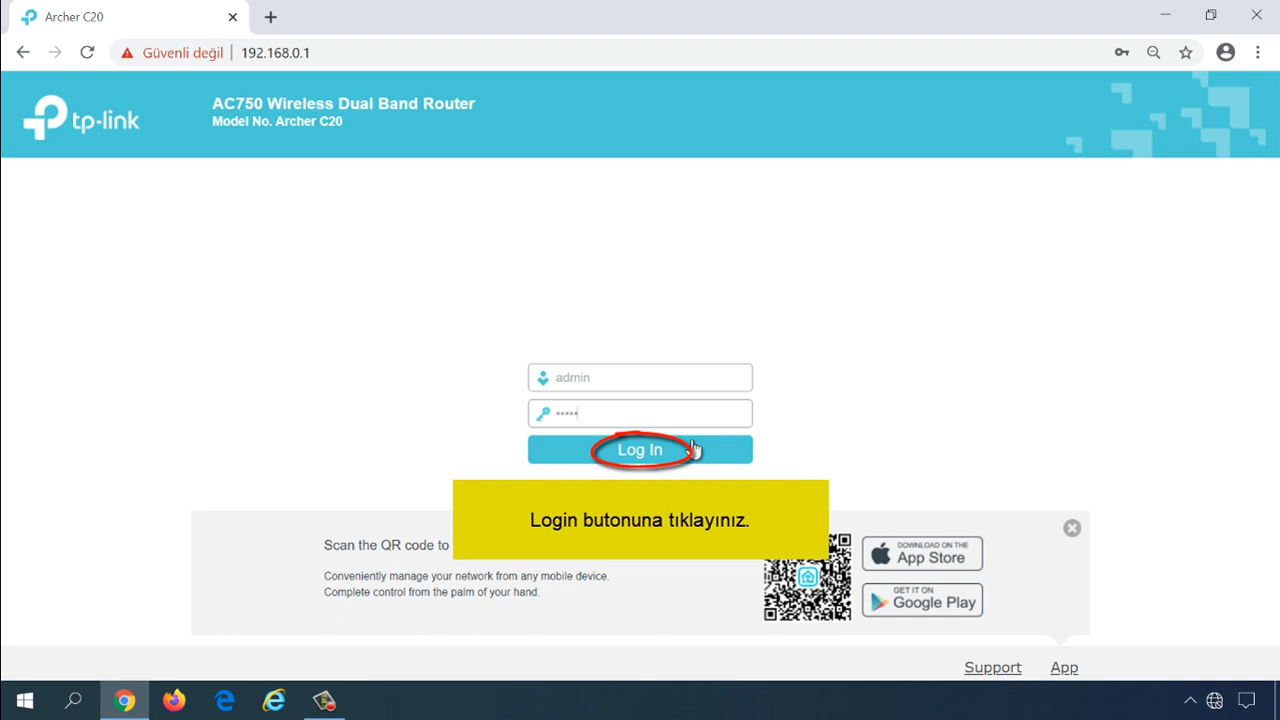 Archer C20
Güvenli değil
192.168.0.1
tp-link
AC750 Wireless Dual Band Router
Model No. Archer C20
admin
•••••
Log In
Login butonuna tıklayınız.
Scan the QR code to
Conveniently manage your network from any mobile device.
Complete control from the palm of your hand.
DOWNLOAD ON THE
App Store
GET IT ON
Google Play
Support
App